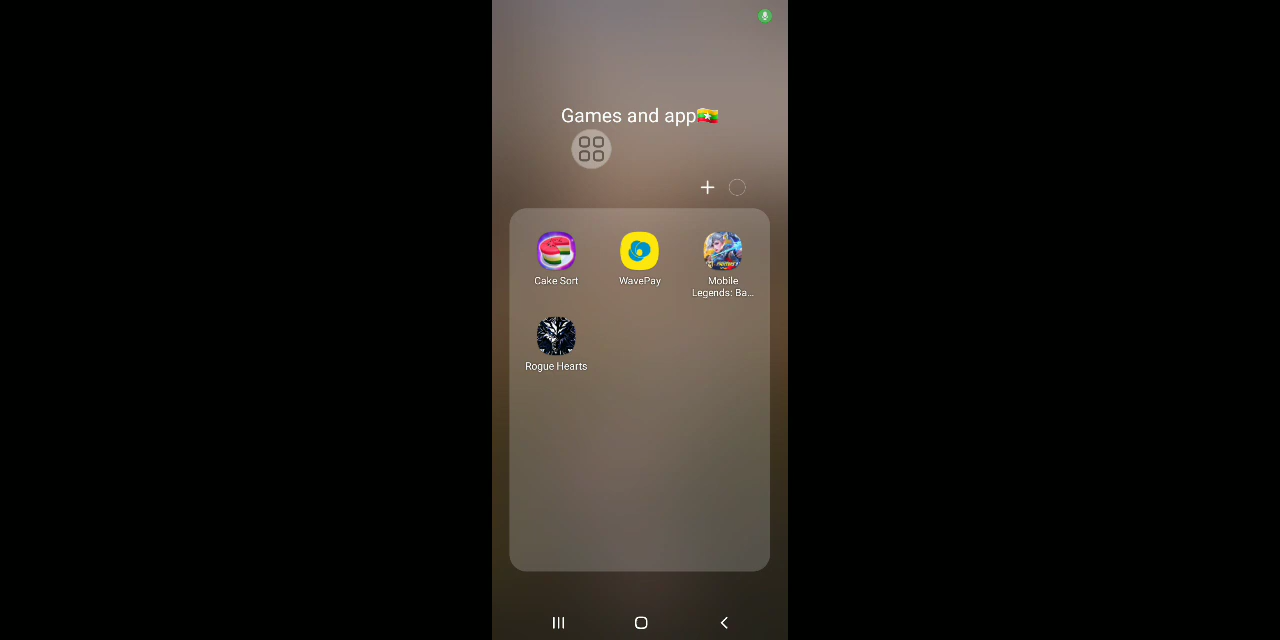 Games and app🇲🇲
Cake Sort
WavePay
Mobile
Legends: Ba...
Rogue Hearts